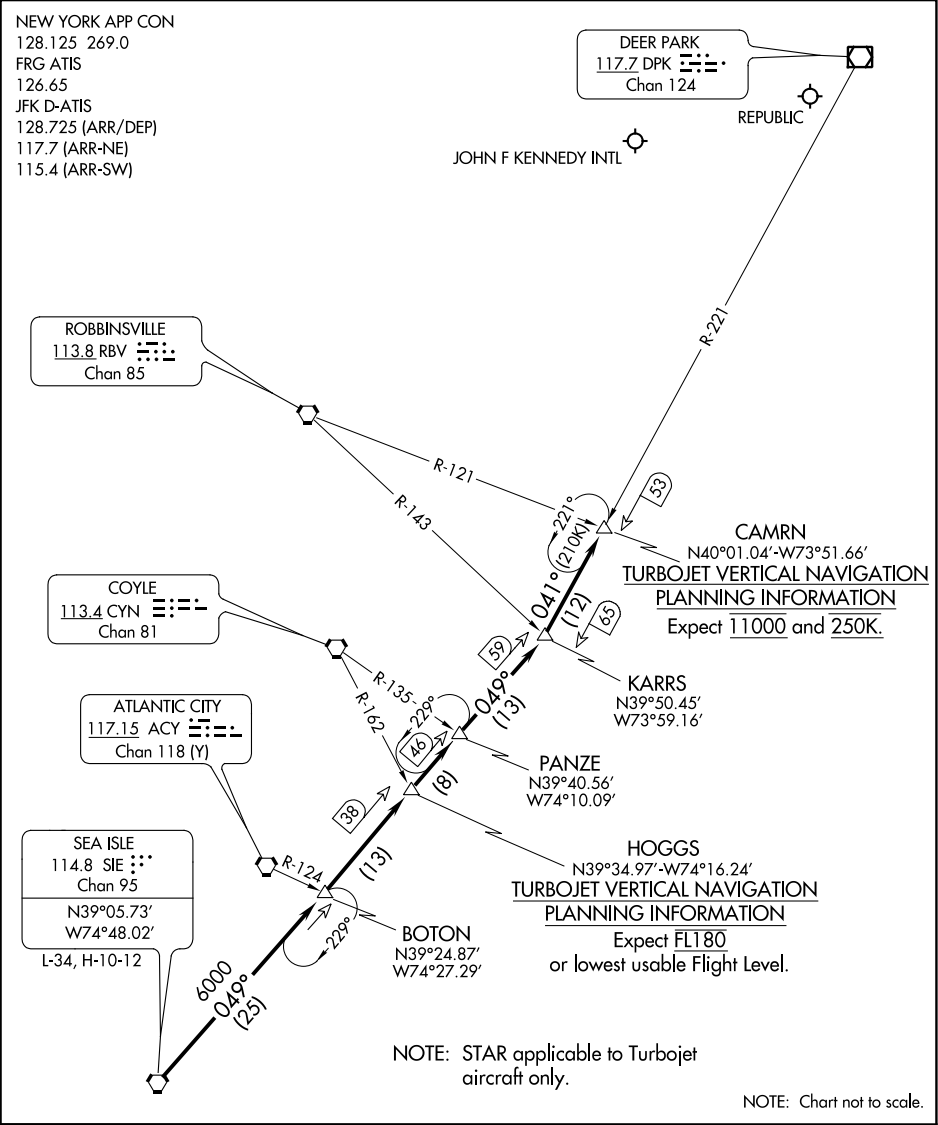 NEW YORK APP CON
128.125 269.0
FRG ATIS
126.65
JFK D-ATIS
128.725 (ARR/DEP)
117.7 (ARR-NE)
115.4 (ARR-SW)
DEER PARK
117.7 DPK
Chan 124
REPUBLIC
JOHN F KENNEDY INTL
R-221
ROBBINSVILLE
113.8 RBV
Chan 85
R-121
R-143
53
221°
(210K)
CAMRN
N40°01.04'-W73°51.66'
TURBOJET VERTICAL NAVIGATION
PLANNING INFORMATION
Expect 11000 and 250K.
041°
(12)
65
59
COYLE
113.4 CYN
Chan 81
R-135
R-162
229°
049°
(13)
KARRS
N39°50.45'
W73°59.16'
46
(8)
PANZE
N39°40.56'
W74°10.09'
ATLANTIC CITY
117.15 ACY
Chan 118 (Y)
38
(13)
HOGGS
N39°34.97'-W74°16.24'
TURBOJET VERTICAL NAVIGATION
PLANNING INFORMATION
Expect FL180
or lowest usable Flight Level.
SEA ISLE
114.8 SIE
Chan 95
N39°05.73'
W74°48.02'
L-34, H-10-12
R-124
229°
BOTON
N39°24.87'
W74°27.29'
6000
049°
(25)
NOTE: STAR applicable to Turbojet
aircraft only.
NOTE: Chart not to scale.